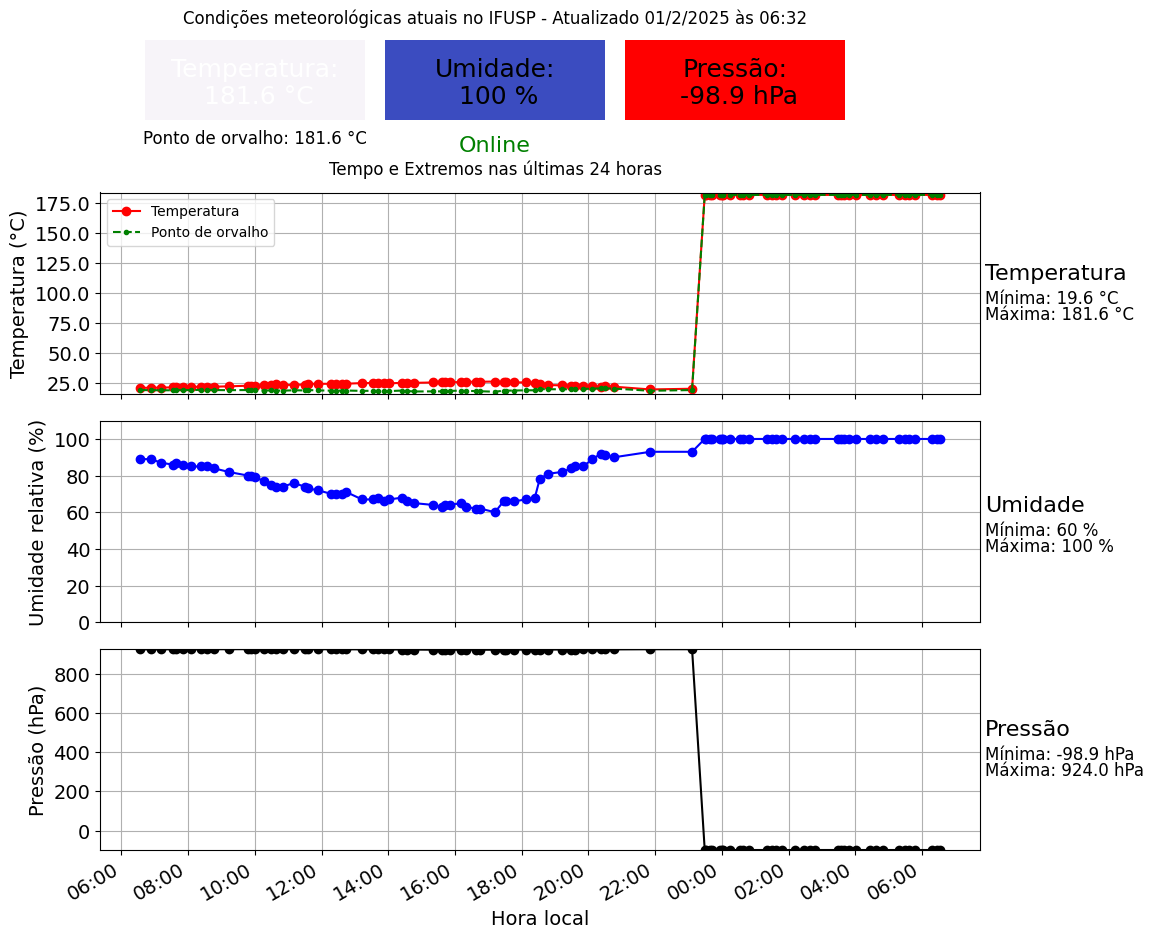 Condições meteorológicas atuais no IFUSP - Atualizado 01/2/2025 às 06:32
Temperatura:
181.6 °C
Umidade:
100 %
Pressão:
-98.9 hPa
Ponto de orvalho: 181.6 °C
Online
Tempo e Extremos nas últimas 24 horas
Temperatura (°C)
175.0
150.0
125.0
100.0
75.0
50.0
25.0
Temperatura
Ponto de orvalho
Temperatura
Mínima: 19.6 °C
Máxima: 181.6 °C
Umidade relativa (%)
100
80
60
40
20
0
Umidade
Mínima: 60 %
Máxima: 100 %
Pressão (hPa)
800
600
400
200
0
Pressão
Mínima: -98.9 hPa
Máxima: 924.0 hPa
06:00 08:00 10:00 12:00 14:00 16:00 18:00 20:00 22:00 00:00 02:00 04:00 06:00
Hora local